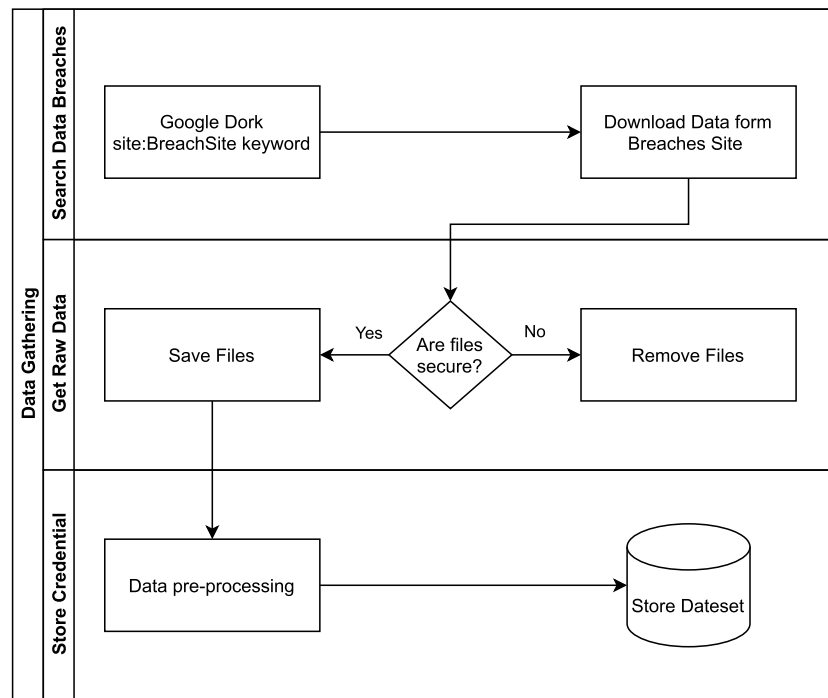 Data Gathering
Search Data Breaches
Google Dork
site:BreachSite keyword
Download Data form
Breaches Site
Get Raw Data
Save Files
Yes
Are files
secure?
No
Remove Files
Store Credential
Data pre-processing
Store Dateset